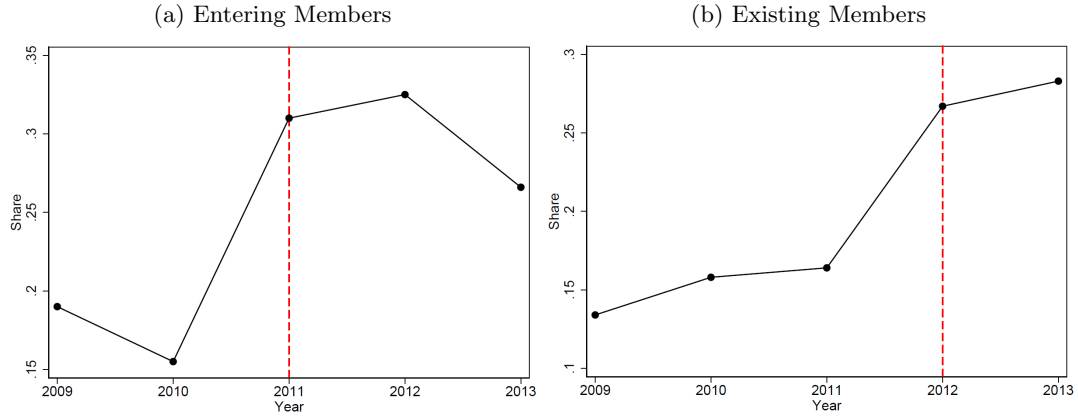 (a) Entering Members
.35
.3
.25
.2
.15
Share
2009 2010 2011 2012 2013
Year
(b) Existing Members
.3
.25
.2
.15
.1
Share
2009 2010 2011 2012 2013
Year